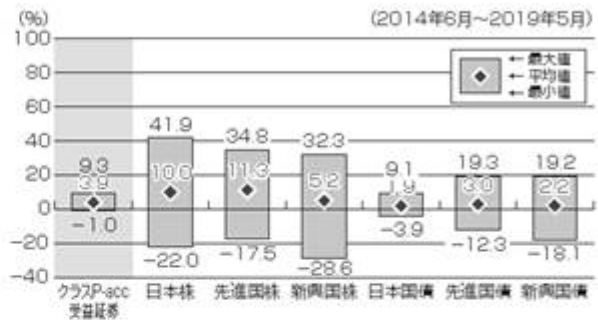 (%)
(2014年6月～2019年5月)
100
80
60
40
20
0
-20
-40
←最大値
←平均値
←最小値
9.3
3.9
-1.0
41.9
10.0
-22.0
34.8
11.3
-17.5
32.3
5.2
-28.6
9.1
1.9
-3.9
19.3
3.0
-12.3
19.2
2.2
-18.1
クラスP-acc
受益証券
日本株
先進国株
新興国株
日本国債
先進国債
新興国債